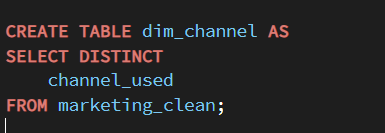 CREATE TABLE dim_channel AS
SELECT DISTINCT
    channel_used
FROM marketing_clean;